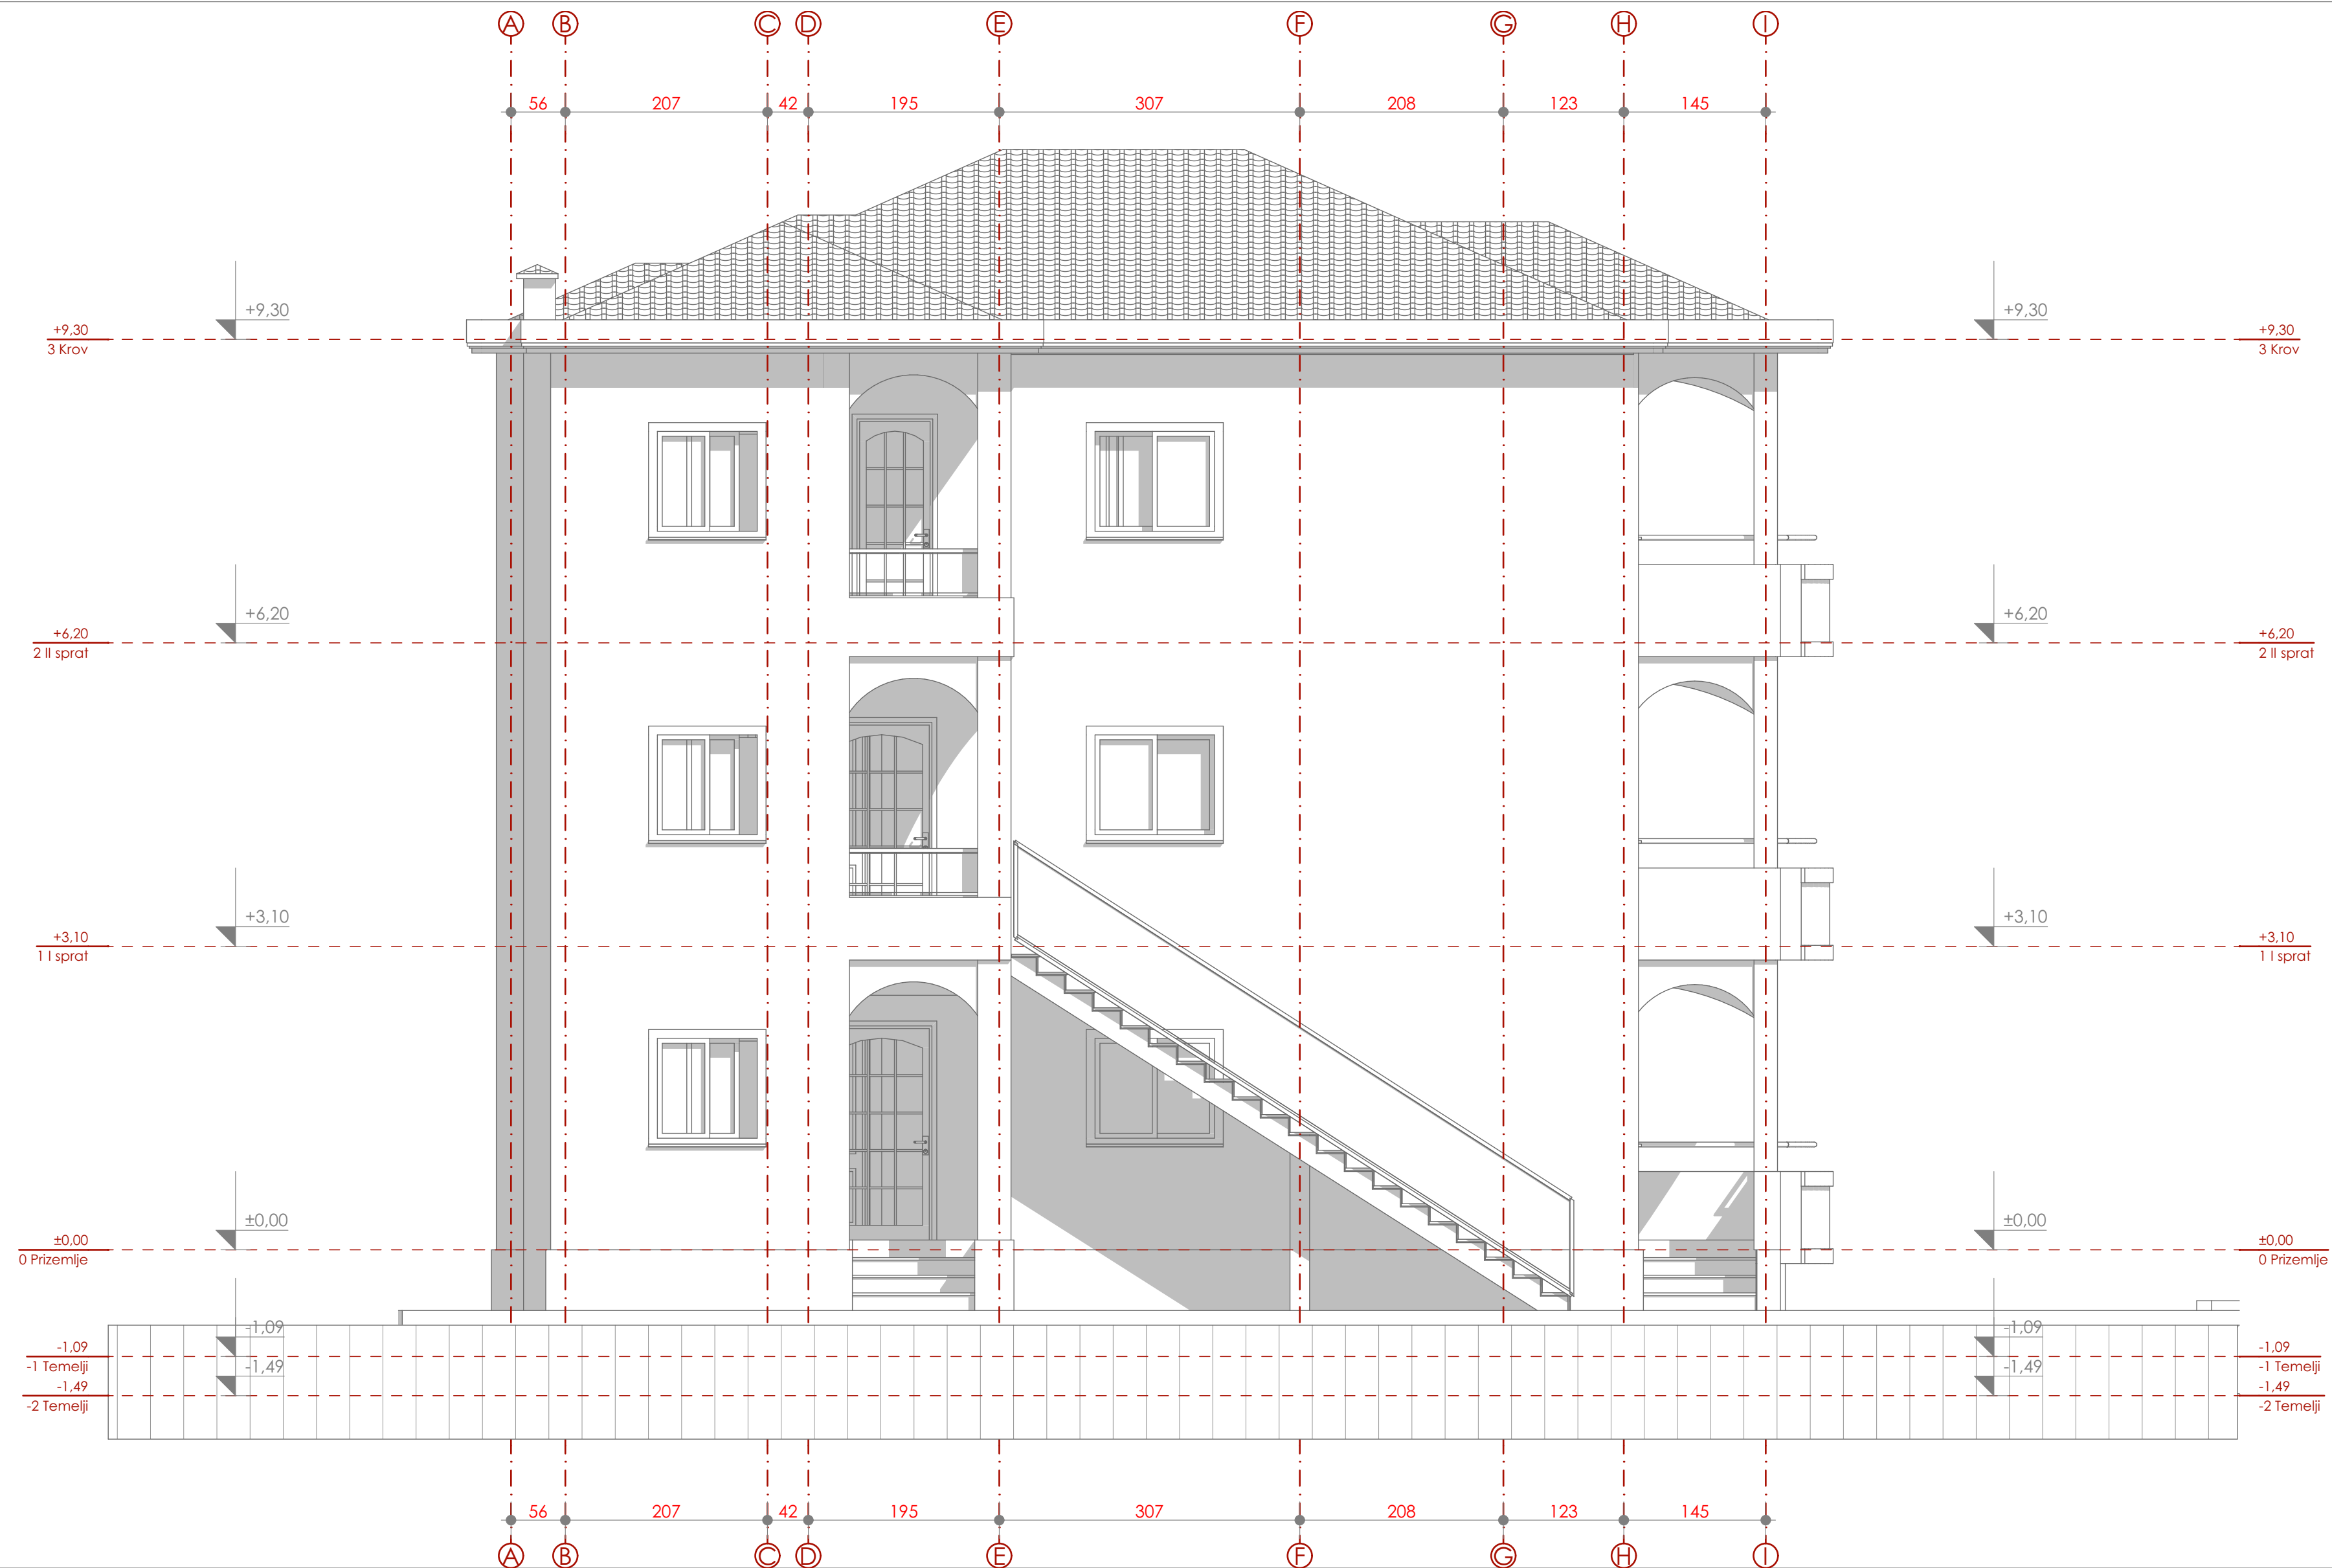 A B C D E F G H I
56 207 42 195 307 208 123 145
+9,30 +9,30
+9,30 +9,30
3 Krov 3 Krov
+6,20 +6,20
+6,20 +6,20
2 II sprat 2 II sprat
+3,10 +3,10
+3,10 +3,10
1 I sprat 1 I sprat
±0,00 ±0,00
±0,00 ±0,00
0 Prizemlje 0 Prizemlje
-1,09 -1,09
-1,09 -1,09
-1 Temelji -1 Temelji
-1,49 -1,49
-1,49 -1,49
-2 Temelji -2 Temelji
56 207 42 195 307 208 123 145
A B C D E F G H I